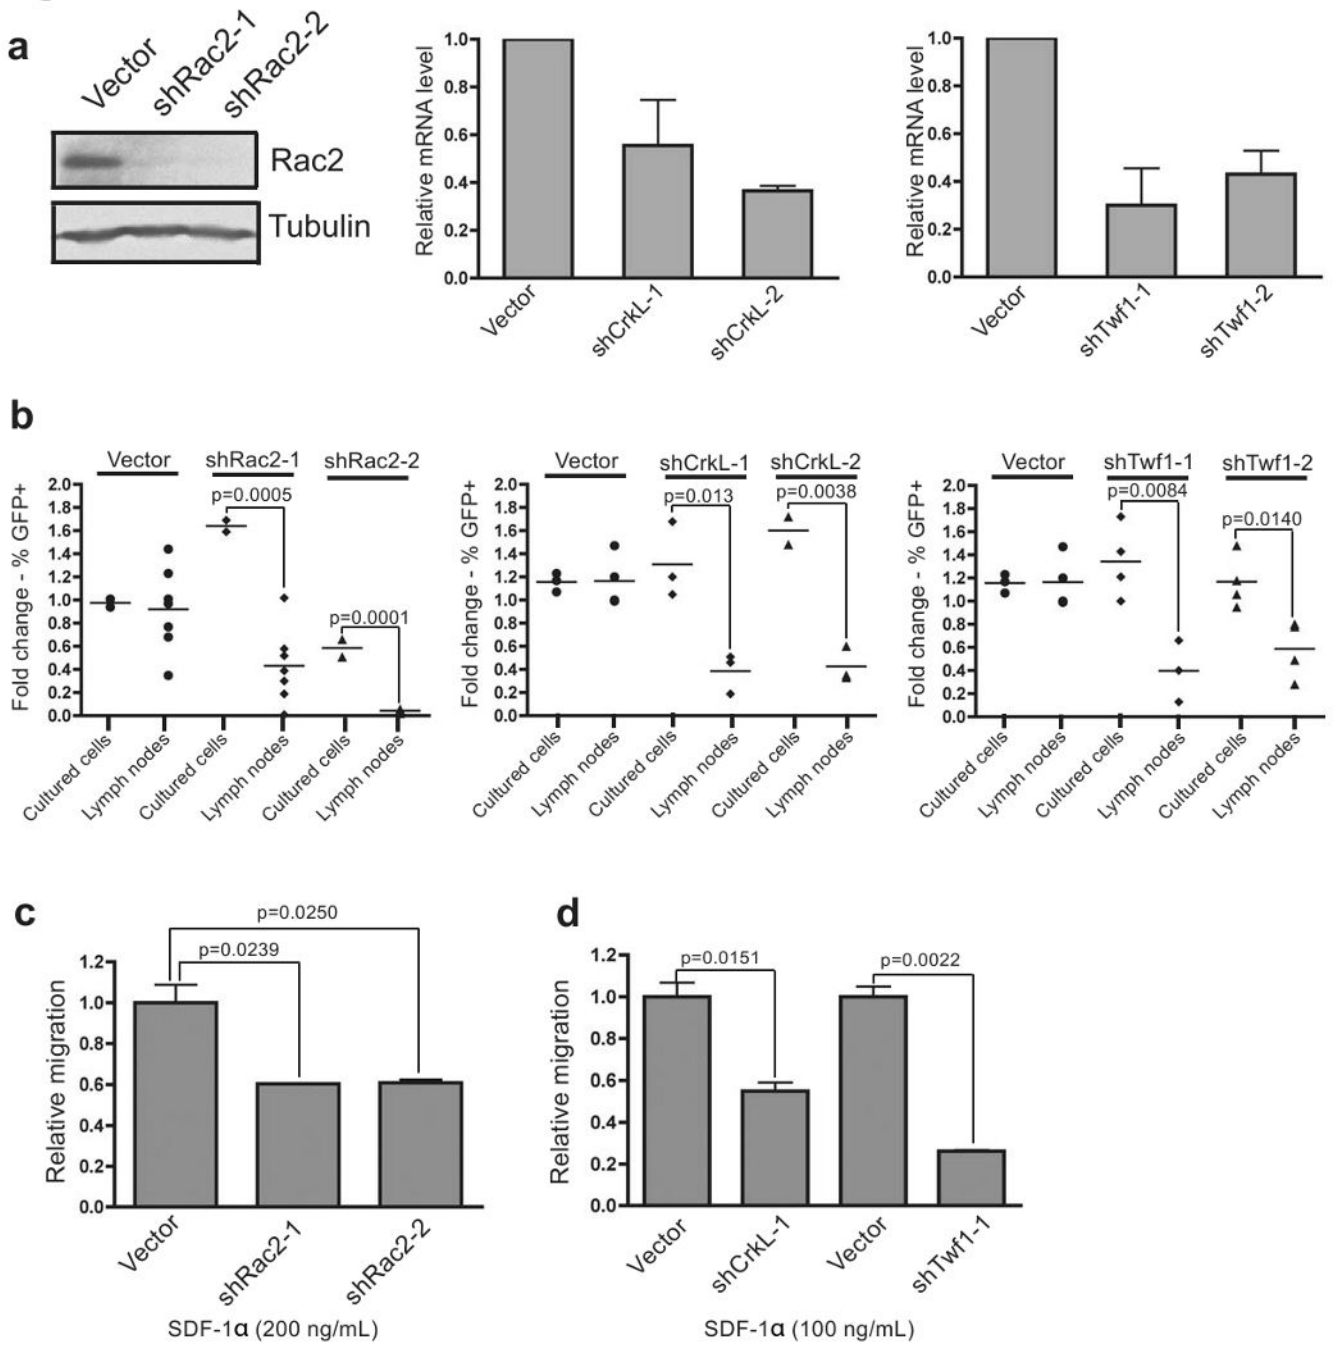 a
Vector
shRac2-1
shRac2-2
Rac2
Tubulin
Relative mRNA level
1.0
0.8
0.6
0.4
0.2
0.0
Vector
shCrkL-1
shCrkL-2
Relative mRNA level
1.0
0.8
0.6
0.4
0.2
0.0
Vector
shTwf1-1
shTwf1-2
b
Vector
shRac2-1
shRac2-2
Fold change - % GFP+
2.0
1.8
1.6
1.4
1.2
1.0
0.8
0.6
0.4
0.2
0.0
p=0.0005
p=0.0001
Cultured cells
Lymph nodes
Cultured cells
Lymph nodes
Cultured cells
Lymph nodes
Vector
shCrkL-1
shCrkL-2
Fold change - % GFP+
2.0
1.8
1.6
1.4
1.2
1.0
0.8
0.6
0.4
0.2
0.0
p=0.013
p=0.0038
Cultured cells
Lymph nodes
Cultured cells
Lymph nodes
Cultured cells
Lymph nodes
Vector
shTwf1-1
shTwf1-2
Fold change - % GFP+
2.0
1.8
1.6
1.4
1.2
1.0
0.8
0.6
0.4
0.2
0.0
p=0.0084
p=0.0140
Cultured cells
Lymph nodes
Cultured cells
Lymph nodes
Cultured cells
Lymph nodes
c
p=0.0250
p=0.0239
Relative migration
1.2
1.0
0.8
0.6
0.4
0.2
0.0
Vector
shRac2-1
shRac2-2
SDF-1α (200 ng/mL)
d
p=0.0151
p=0.0022
Relative migration
1.2
1.0
0.8
0.6
0.4
0.2
0.0
Vector
shCrkL-1
Vector
shTwf1-1
SDF-1α (100 ng/mL)